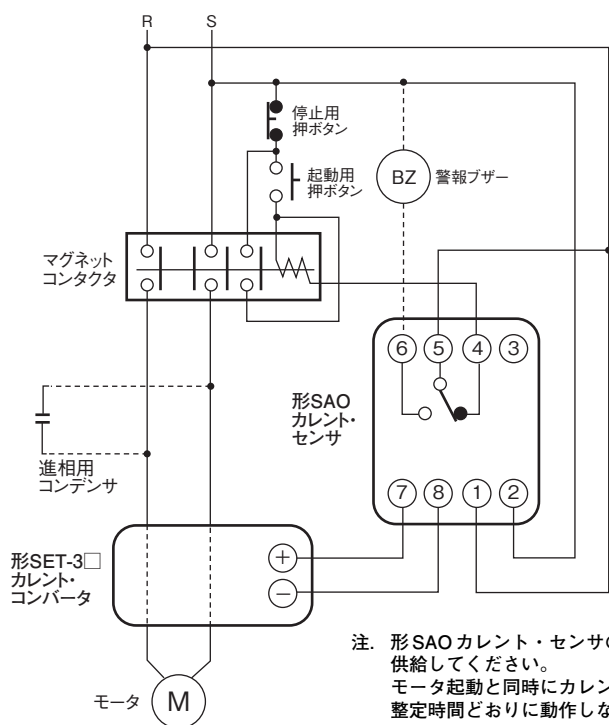 R
S
停止用
押ボタン
起動用
押ボタン
BZ
警報ブザー
マグネット
コンタクタ
6
5
4
3
形SAO
カレント・
センサ
進相用
コンデンサ
7
8
1
2
形SET-3□
カレント・
コンバータ
+
−
モータ
M
注. 形SAOカレント・センサの
供給してください。
モータ起動と同時にカレン
整定時間どおりに動作しな